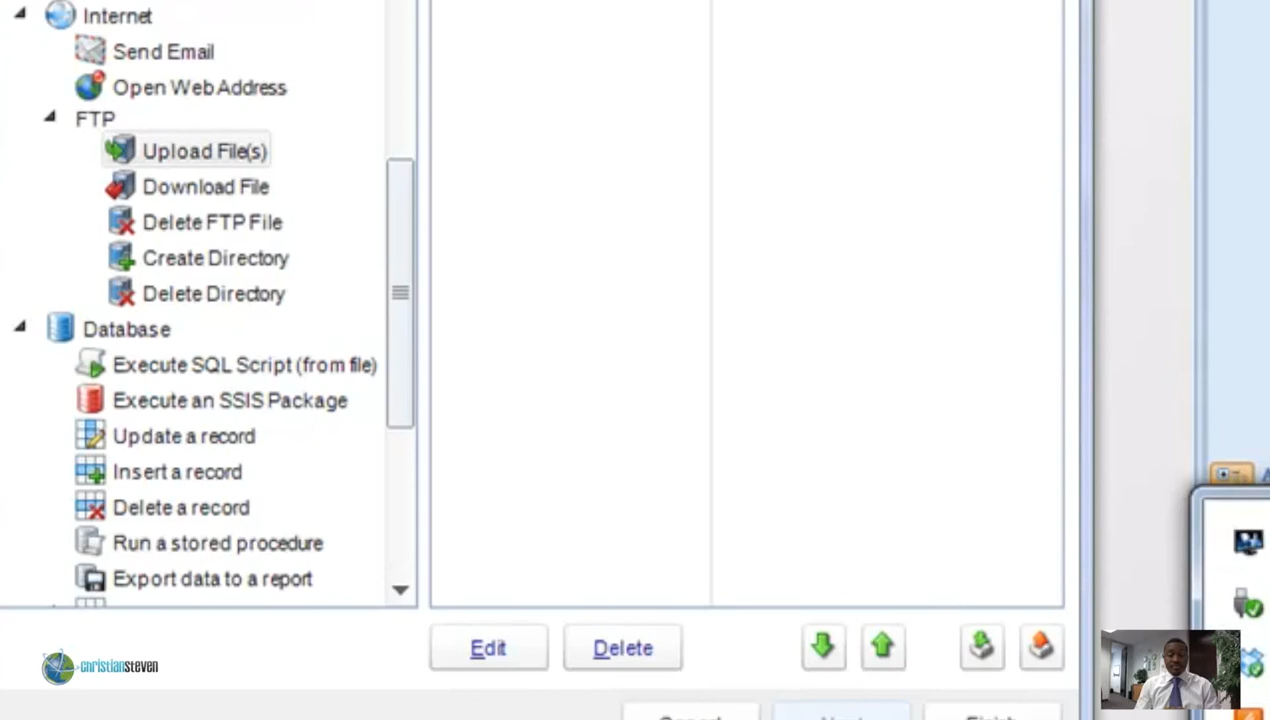 Internet
Send Email
Open Web Address
FTP
Upload File(s)
Download File
Delete FTP File
Create Directory
Delete Directory
Database
Execute SQL Script (from file)
Execute an SSIS Package
Update a record
Insert a record
Delete a record
Run a stored procedure
Export data to a report
Edit
Delete
christiansteven